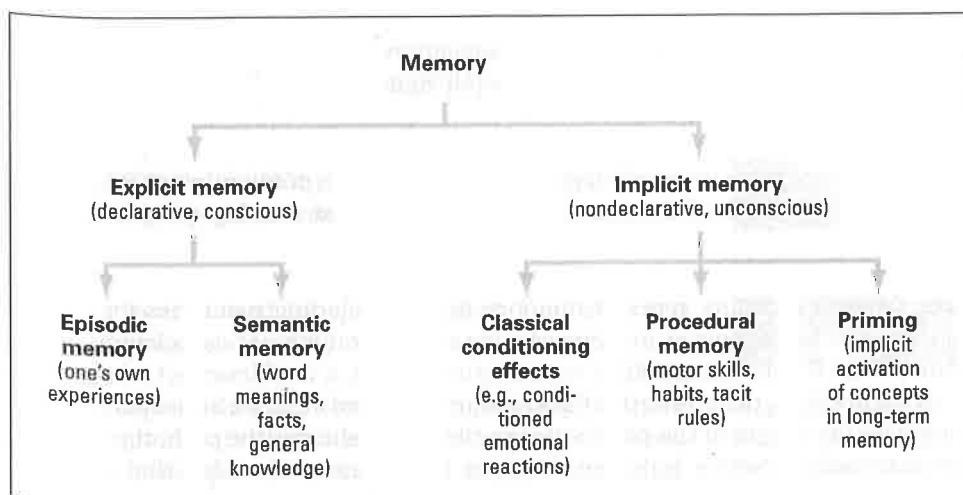 Memory
Explicit memory
(declarative, conscious)
Implicit memory
(nondeclarative, unconscious)
Episodic
memory
(one's own
experiences)
Semantic
memory
(word
meanings,
facts,
general
knowledge)
Classical
conditioning
effects
(e.g., condi-
tioned
emotional
reactions)
Procedural
memory
(motor skills,
habits, tacit
rules)
Priming
(implicit
activation
of concepts
in long-term
memory)